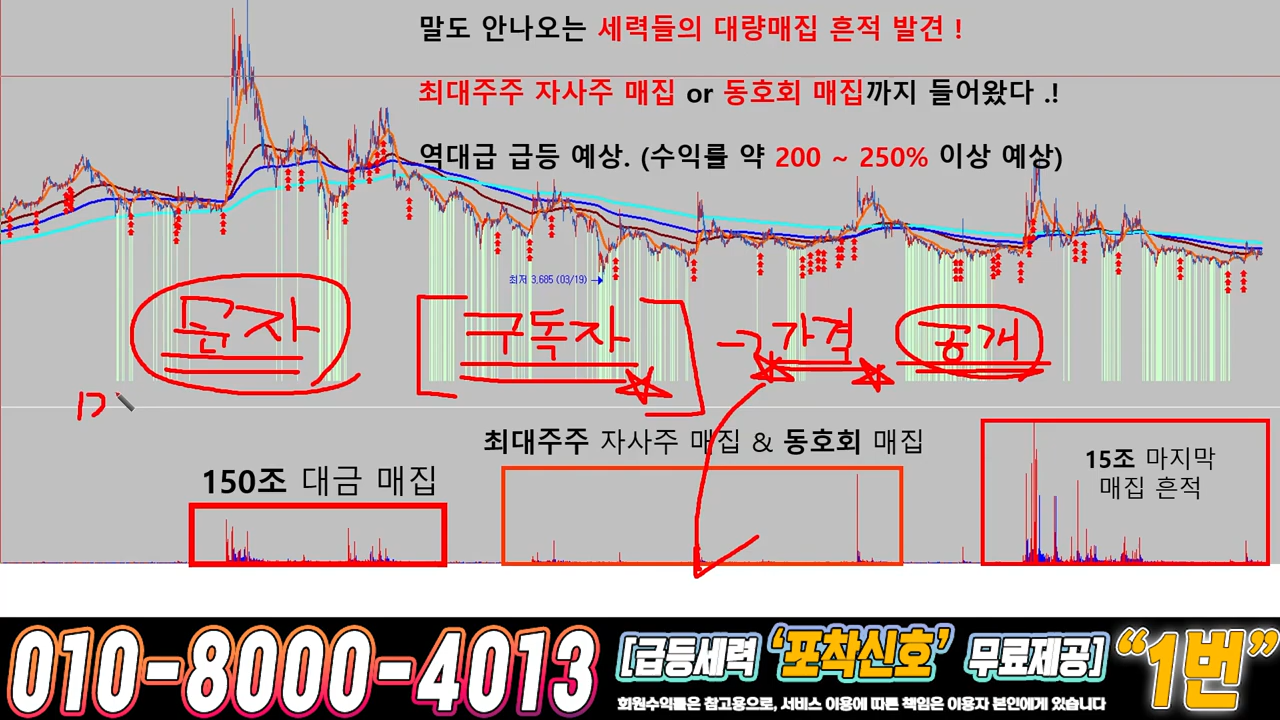 말도 안나오는 세력들의 대량매집 흔적 발견 !
최대주주 자사주 매집 or 동호회 매집까지 들어왔다 .!
역대급 급등 예상. (수익률 약 200 ~ 250% 이상 예상)
최저 3,685 (03/19)
문자
구독자
가격
공개
최대주주 자사주 매집 & 동호회 매집
150조 대금 매집
15조 마지막
매집 흔적
010-8000-4013
[급등세력 '포착신호' 무료제공] "1번"
회원수익률은 참고용으로, 서비스 이용에 따른 책임은 이용자 본인에게 있습니다